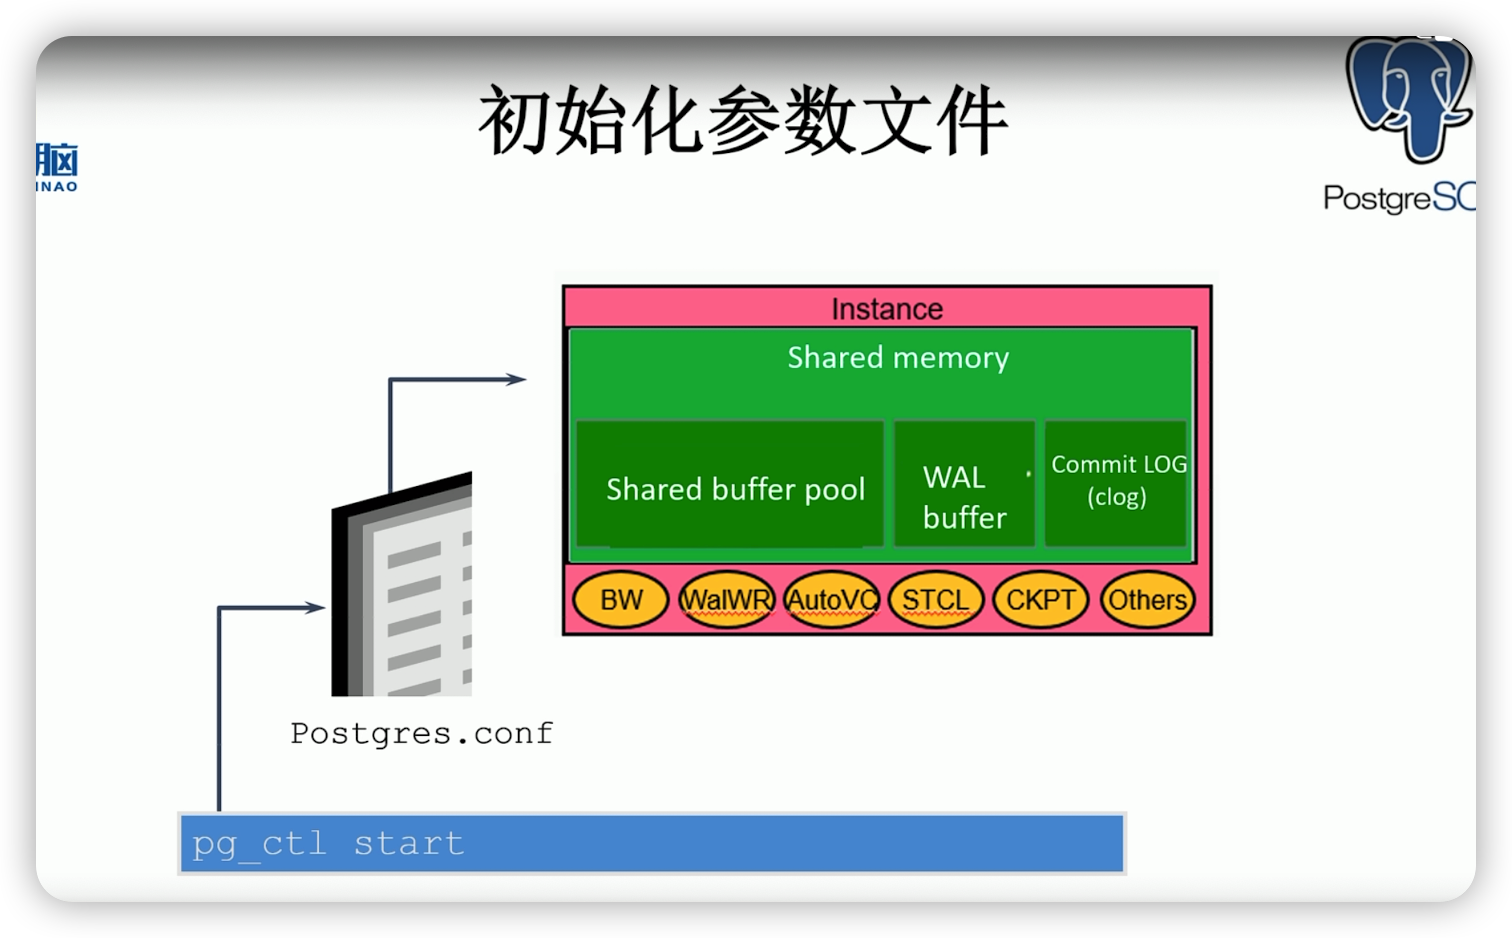 初始化参数文件
脑
INAO
PostgreSQ
Instance
Shared memory
Shared buffer pool
WAL
buffer
Commit LOG
(clog)
BW
WalWR
AutoVC
STCL
CKPT
Others
Postgres.conf
pg_ctl start